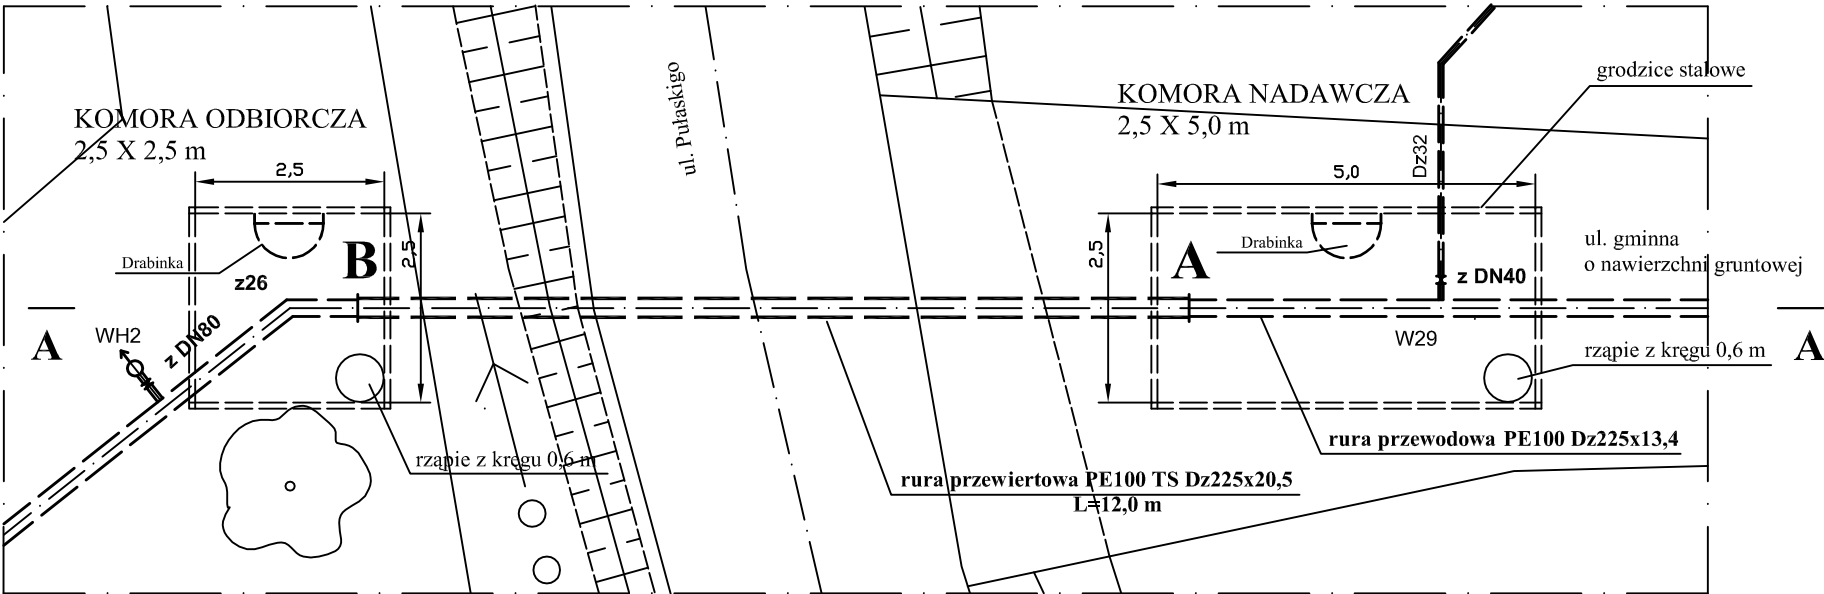 KOMORA ODBIORCZA
2,5 X 2,5 m
2,5
2,5
Drabinka
z26
B
A
WH2
z DN80
rząpie z kręgu 0,6 m
ul. Pułaskigo
rura przewiertowa PE100 TS Dz225x20,5
L=12,0 m
KOMORA NADAWCZA
2,5 X 5,0 m
5,0
2,5
Dz32
grodzice stalowe
Drabinka
A
z DN40
ul. gminna
o nawierzchni gruntowej
W29
rząpie z kręgu 0,6 m
A
rura przewodowa PE100 Dz225x13,4